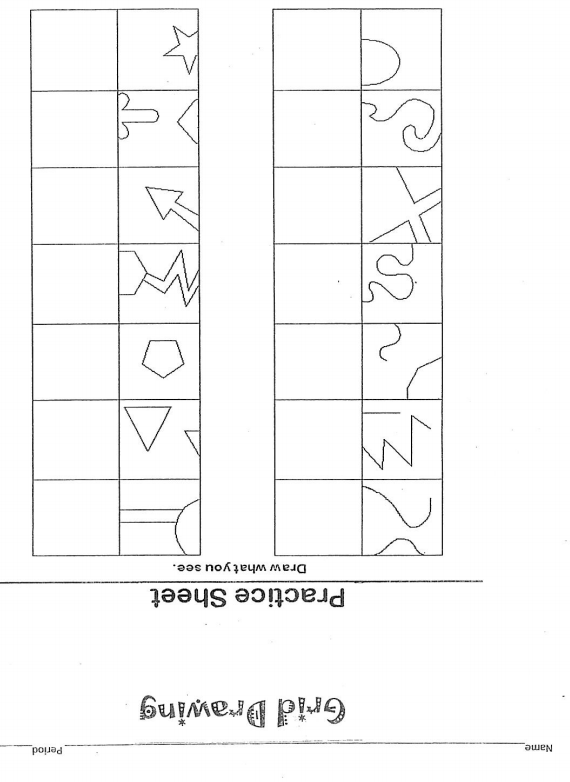 Name Period
Grid Drawing
Practice Sheet
Draw what you see.